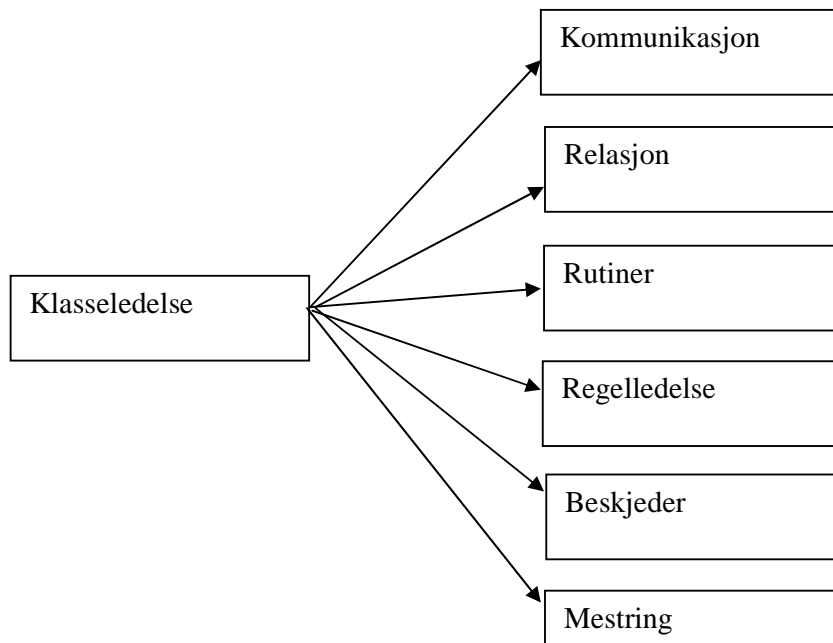 Kommunikasjon
Relasjon
Klasseledelse
Rutiner
Regelledelse
Beskjeder
Mestring